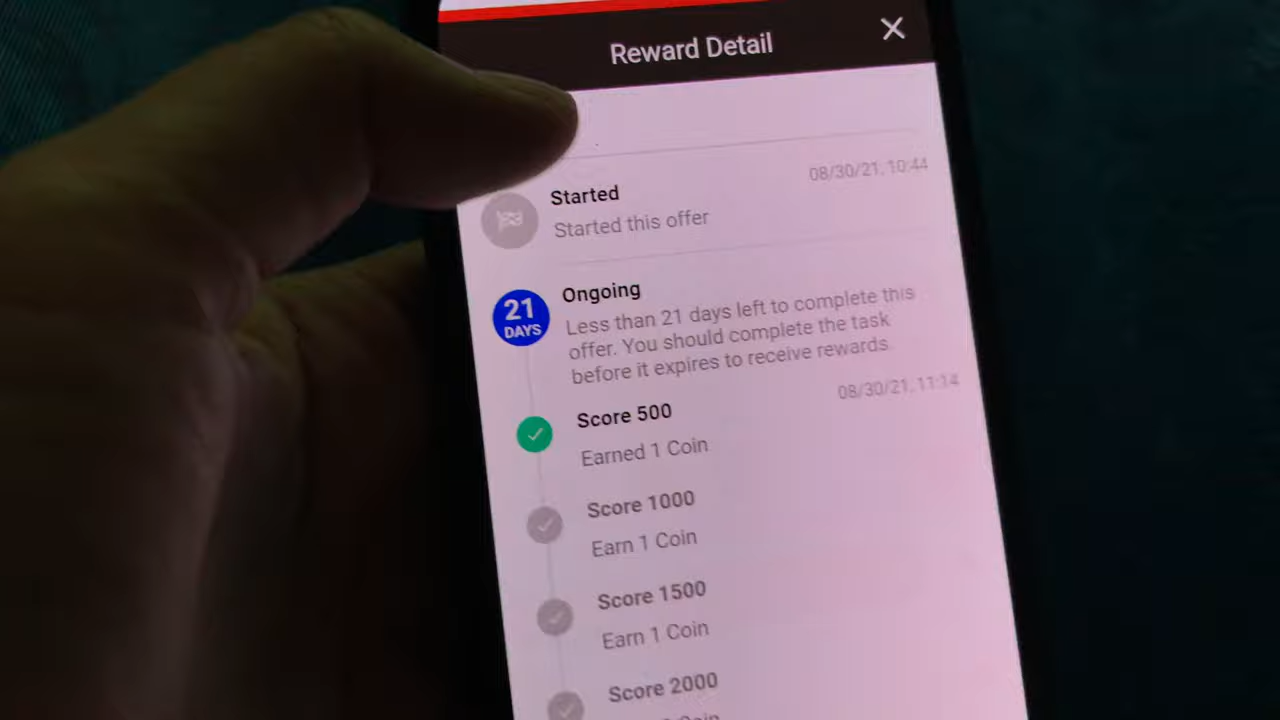 Reward Detail
08/30/21, 10:44
Started
Started this offer
21
DAYS
Ongoing
Less than 21 days left to complete this
offer. You should complete the task
before it expires to receive rewards.
08/30/21, 11:14
Score 500
Earned 1 Coin
Score 1000
Earn 1 Coin
Score 1500
Earn 1 Coin
Score 2000